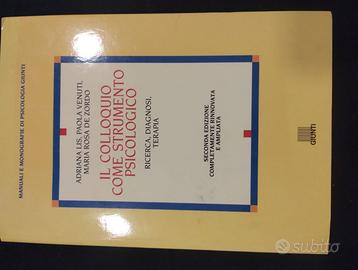 MANUALI E MONOGRAFIE DI PSICOLOGIA GIUNTI
ADRIANA LIS, PAOLA VENUTI,
MARIA ROSA DE ZORDO
IL COLLOQUIO
COME STRUMENTO
PSICOLOGICO
RICERCA, DIAGNOSI,
TERAPIA
SECONDA EDIZIONE
COMPLETAMENTE RINNOVATA
E AMPLIATA
GIUNTI
subito